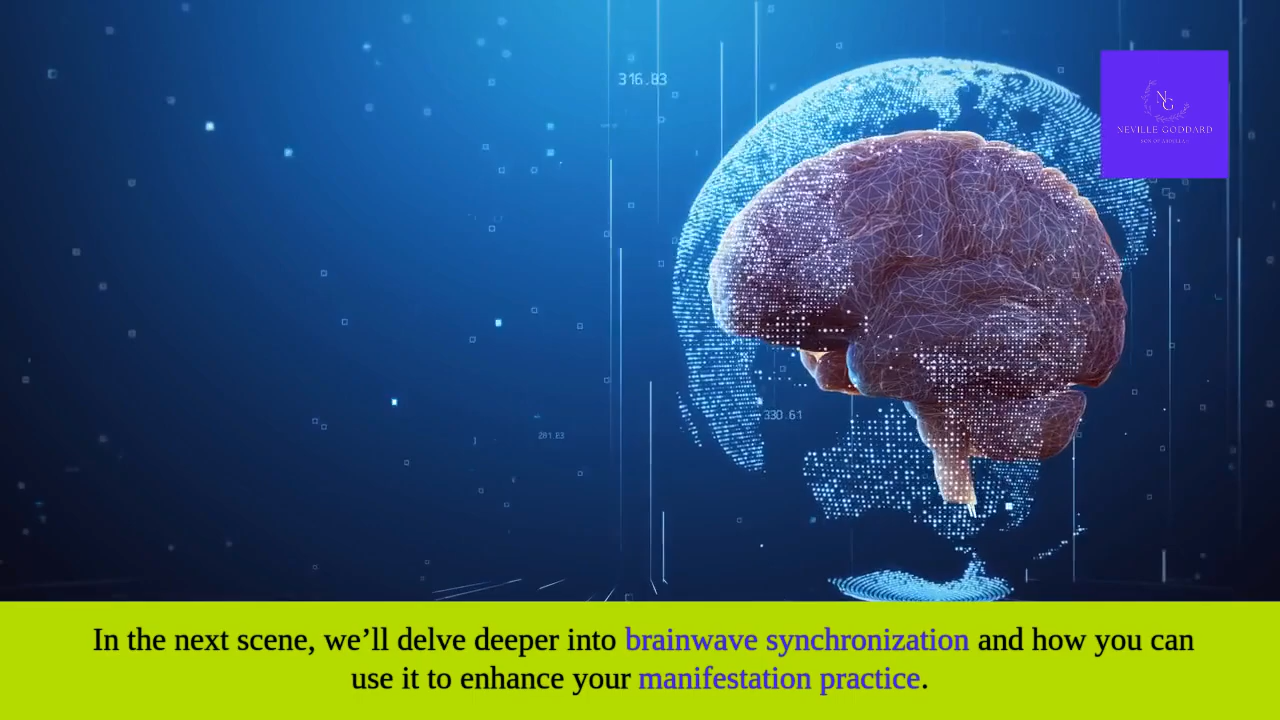 316.83
NG
NEVILLE GODDARD
330.61
281.83
In the next scene, we’ll delve deeper into brainwave synchronization and how you can
use it to enhance your manifestation practice.